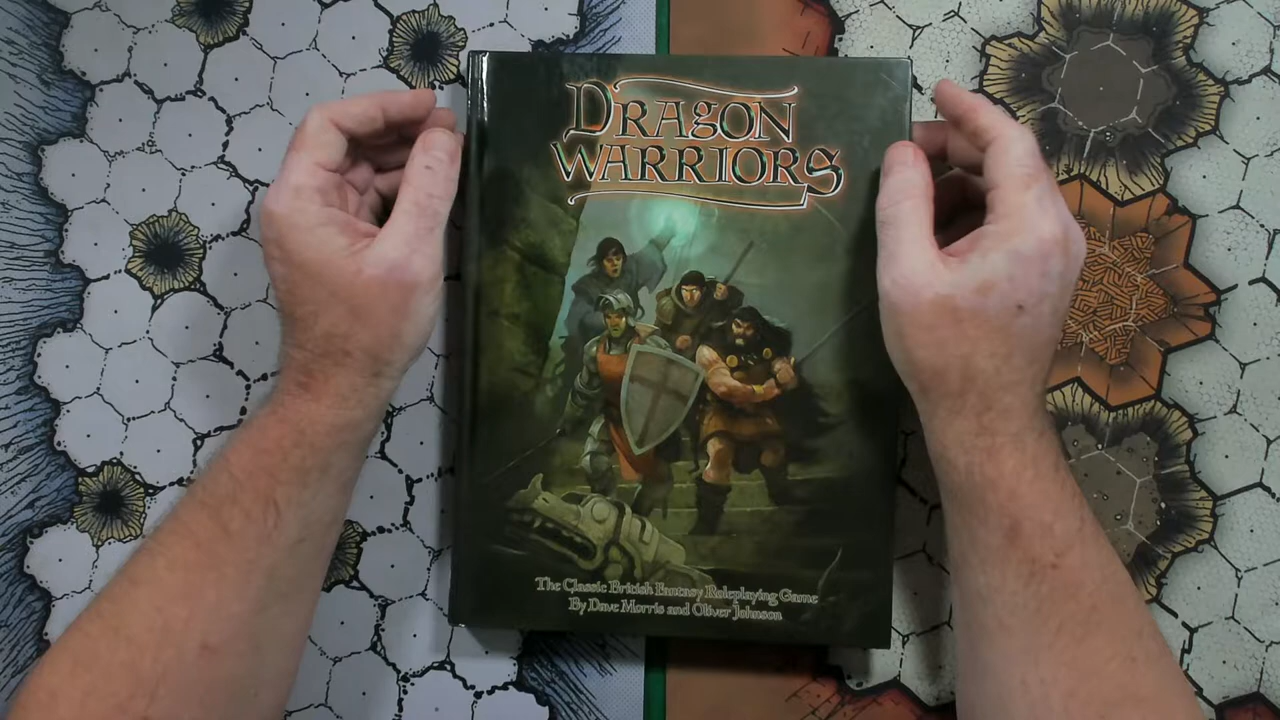 DRAGON
WARRIORS
The Classic British Fantasy Roleplaying Game
By Dave Morris and Oliver Johnson